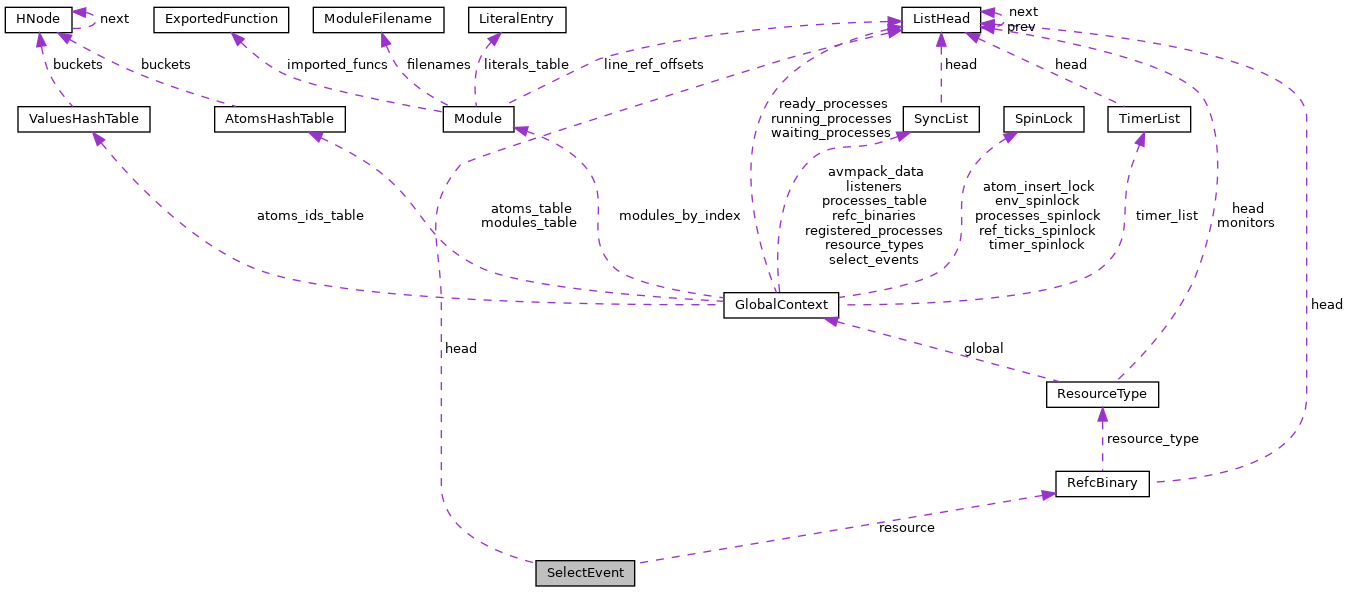 HNode
next
ExportedFunction
ModuleFilename
LiteralEntry
ListHead
next
prev
buckets
buckets
imported_funcs
filenames
literals_table
line_ref_offsets
head
head
ValuesHashTable
AtomsHashTable
Module
ready_processes
running_processes
waiting_processes
SyncList
SpinLock
TimerList
atoms_ids_table
atoms_table
modules_table
modules_by_index
avmpack_data
listeners
processes_table
refc_binaries
registered_processes
resource_types
select_events
atom_insert_lock
env_spinlock
processes_spinlock
ref_ticks_spinlock
timer_spinlock
timer_list
head
monitors
GlobalContext
head
head
global
ResourceType
resource_type
RefcBinary
resource
SelectEvent